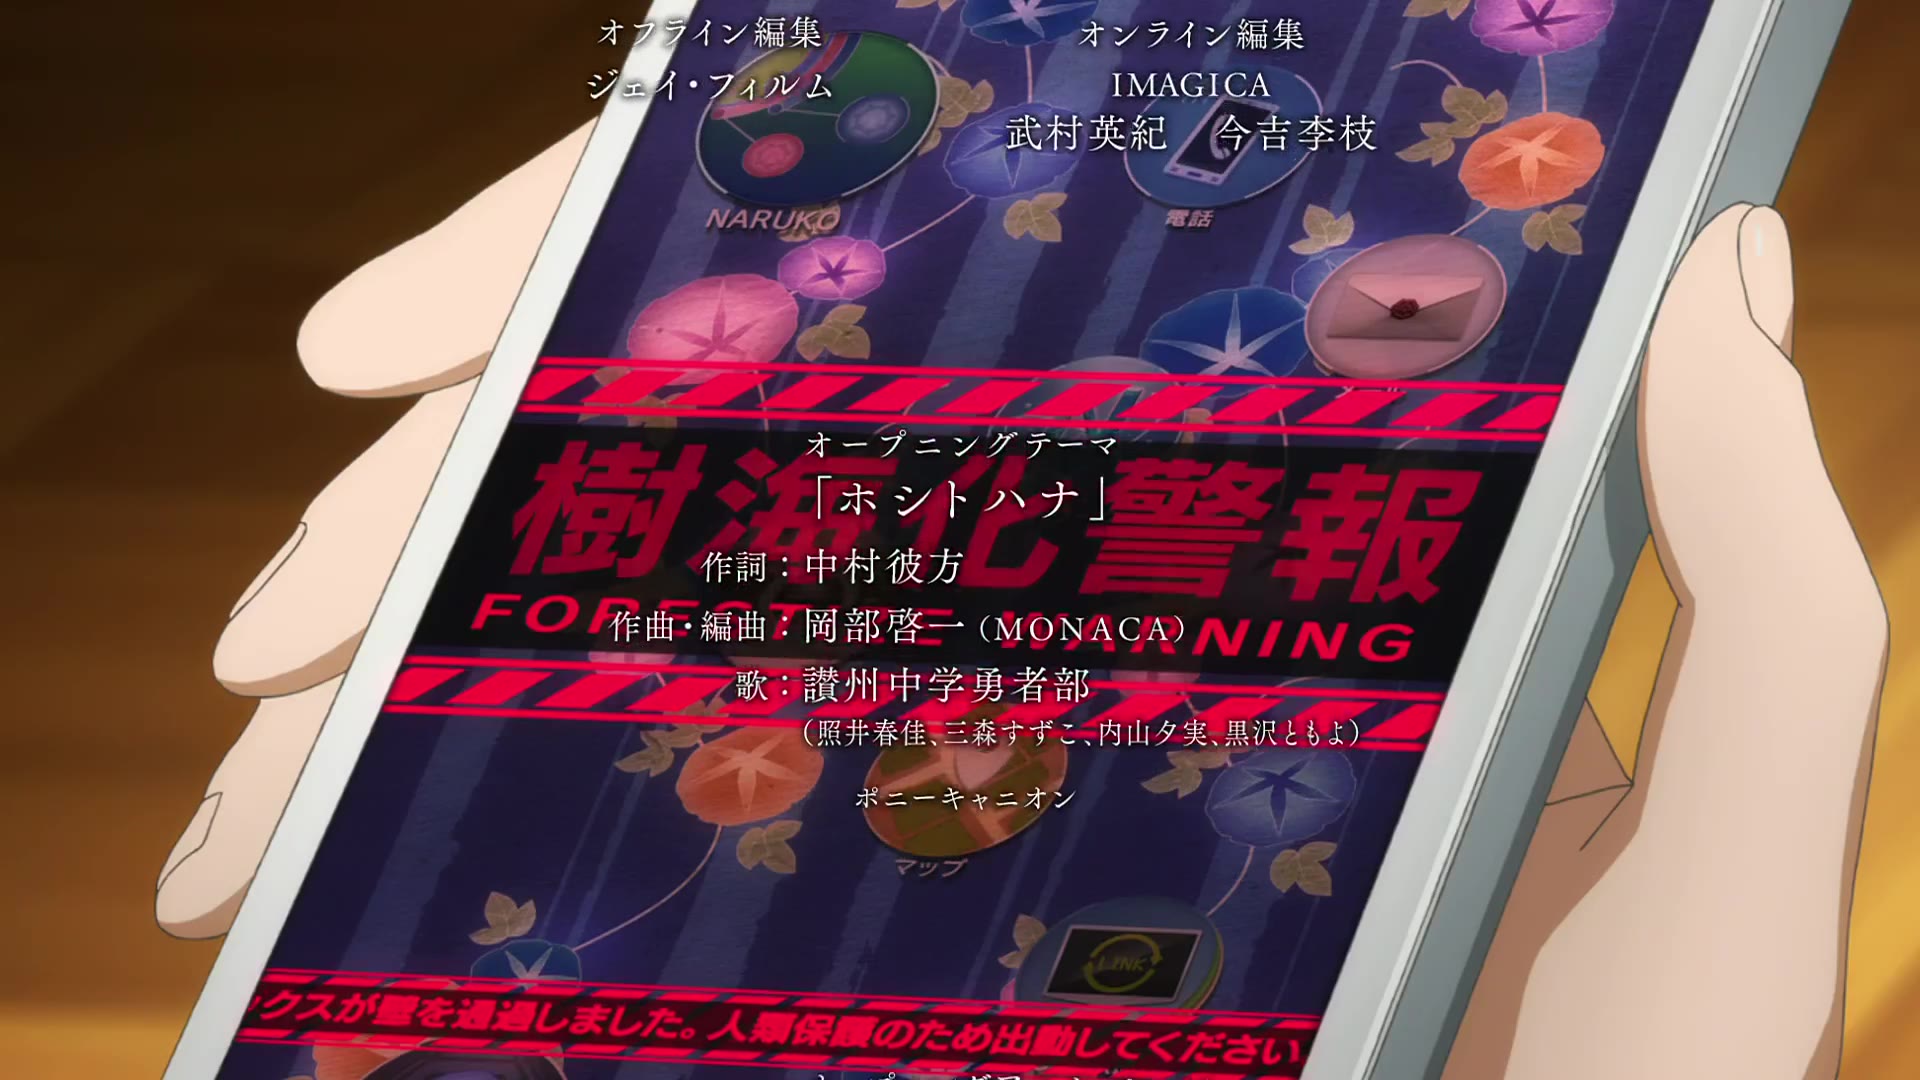 オフライン編集
ジェイ・フィルム
オンライン編集
IMAGICA
武村英紀 今吉李枝
NARUKO
電話
オープニングテーマ
「ホシトハナ」
樹海化警報
作詞：中村彼方
FORESTIZE WARNING
作曲・編曲：岡部啓一（MONACA）
歌：讃州中学勇者部
（照井春佳、三森すずこ、内山夕実、黒沢ともよ）
ポニーキャニオン
マップ
LINK
ックスが壁を通過しました。人類保護のため出動してください。